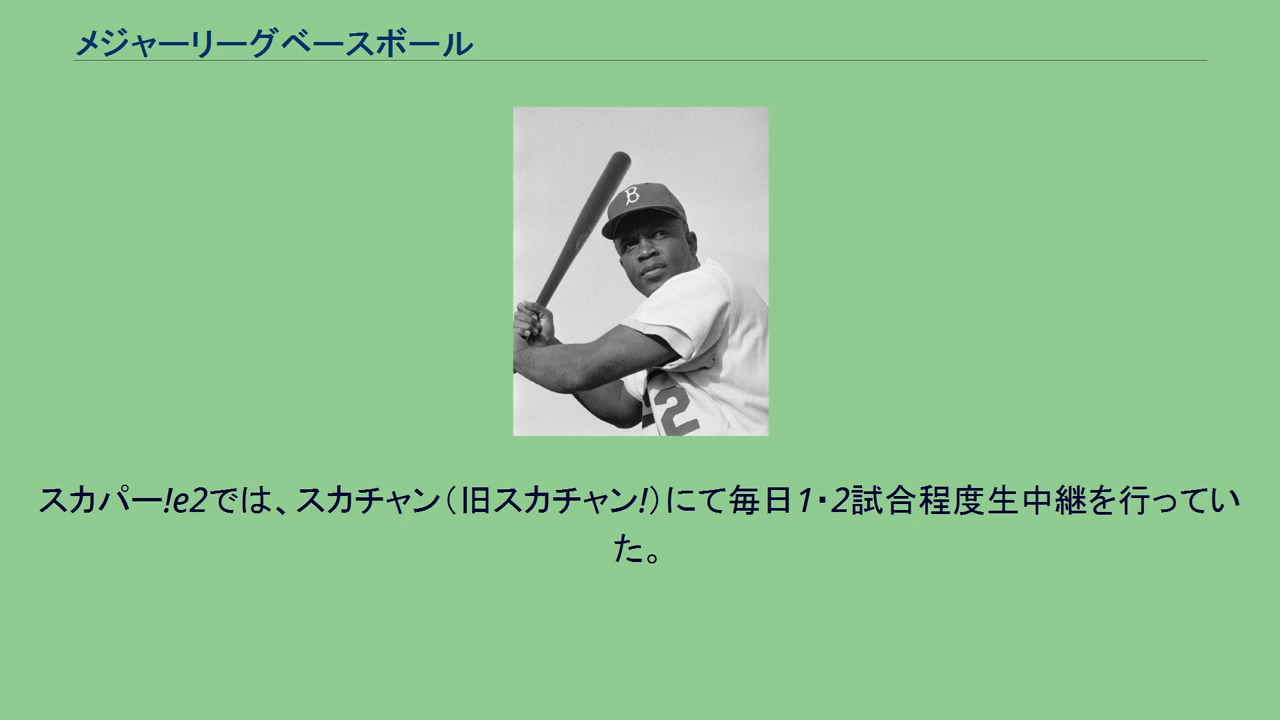 メジャーリーグベースボール
B
2
スカパー!e2では、スカチャン（旧スカチャン!）にて毎日1・2試合程度生中継を行ってい
た。